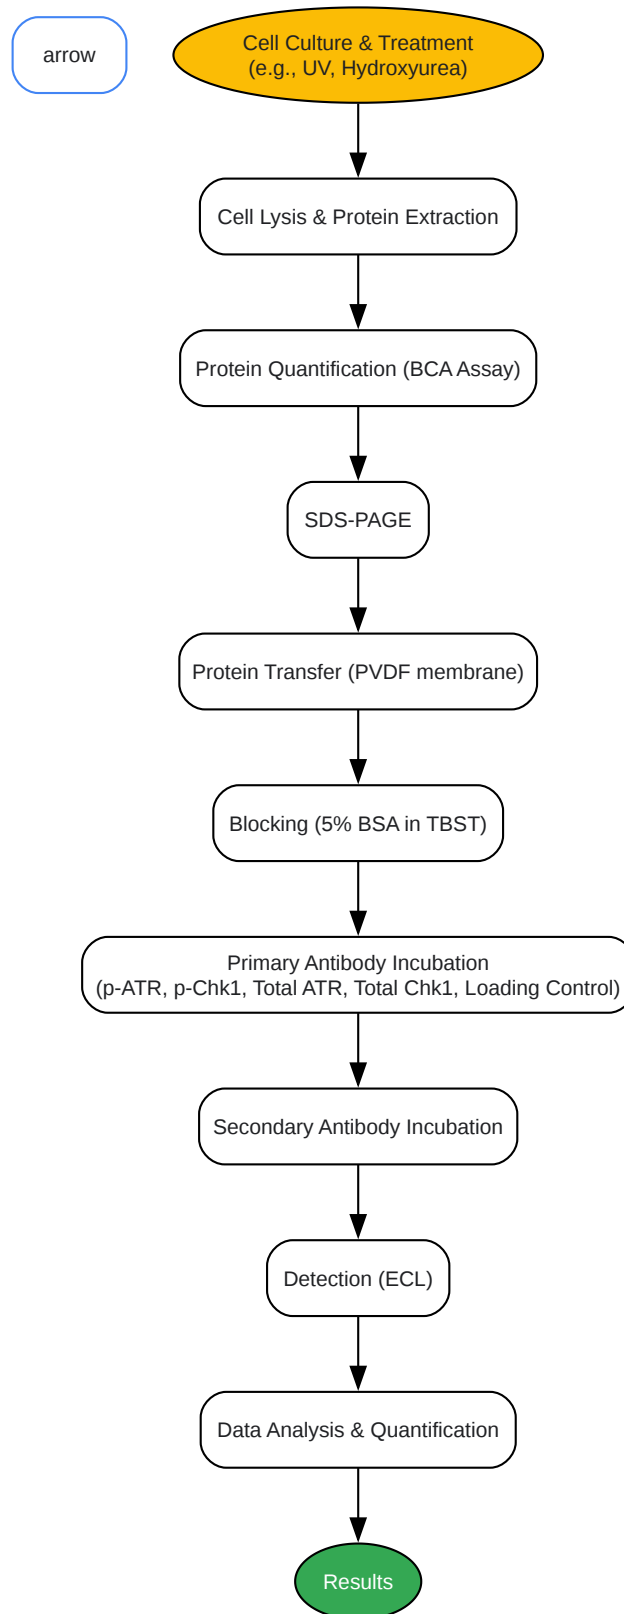 arrow
Cell Culture & Treatment
(e.g., UV, Hydroxyurea)
Cell Lysis & Protein Extraction
Protein Quantification (BCA Assay)
SDS-PAGE
Protein Transfer (PVDF membrane)
Blocking (5% BSA in TBST)
Primary Antibody Incubation
(p-ATR, p-Chk1, Total ATR, Total Chk1, Loading Control)
Secondary Antibody Incubation
Detection (ECL)
Data Analysis & Quantification
Results